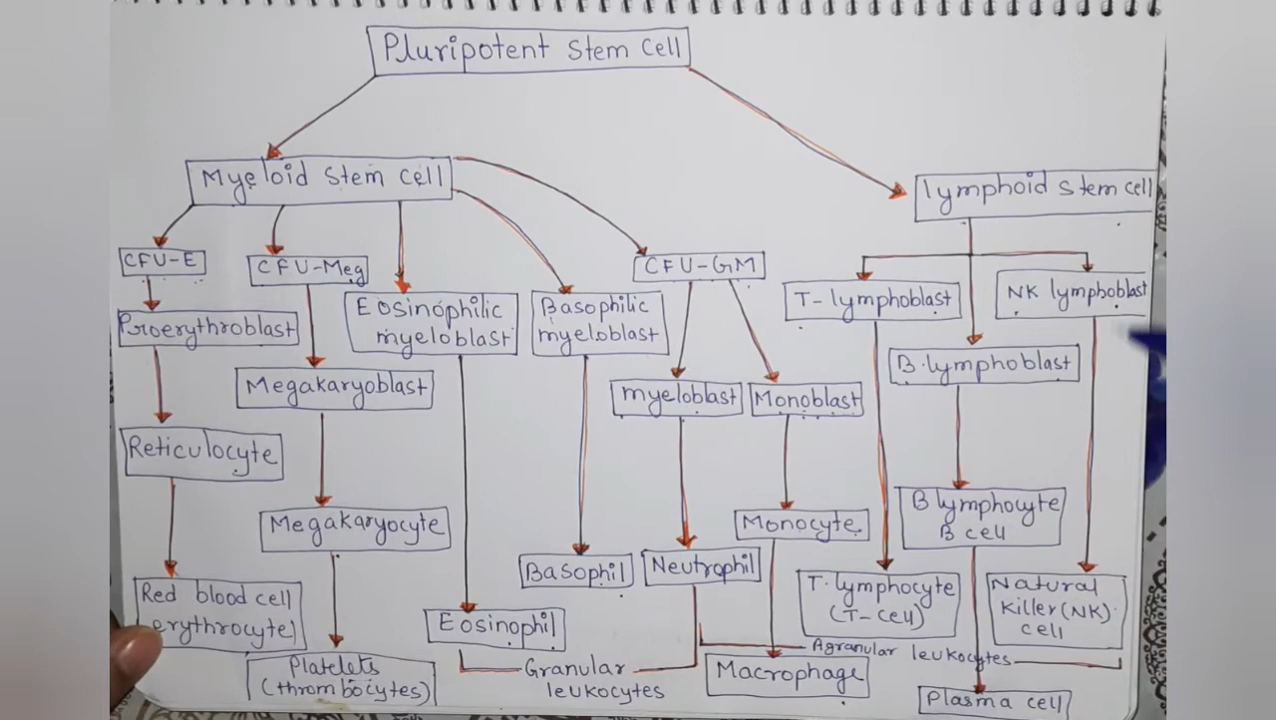 Pluripotent stem cell
Myeloid stem cell
lymphoid stem cell
CFU-E
CFU-Meg
CFU-GM
Eosinophilic
myeloblast
Basophilic
myeloblast
T-lymphoblast
NK lymphoblast
Proerythroblast
B.lymphoblast
Megakaryoblast
myeloblast
Monoblast
Reticulocyte
Megakaryocyte
Monocyte
B lymphocyte
B cell
Basophil
Neutrophil
T.lymphocyte
(T-cell)
Natural
Killer(NK)
cell
Red blood cell
erythrocyte)
Eosinophil
Platelets
(thrombocytes)
Granular
leukocytes
Agranular leukocytes
Macrophage
Plasma cell